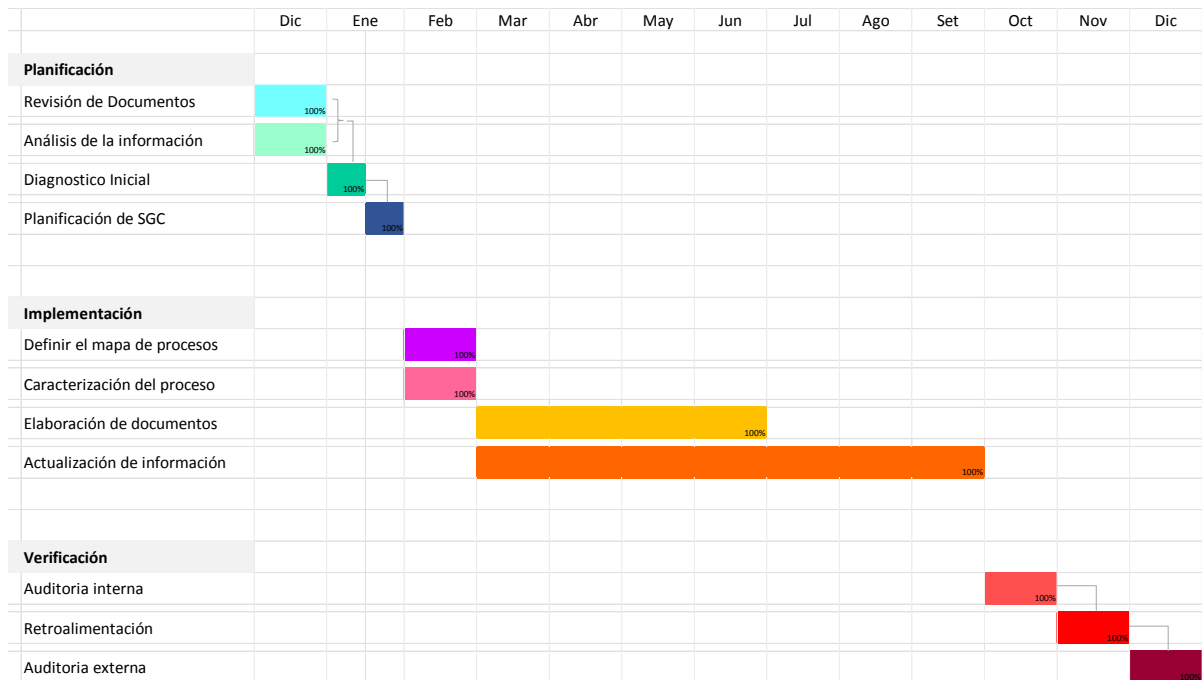 Dic Ene Feb Mar Abr May Jun Jul Ago Set Oct Nov Dic
Planificación
Revisión de Documentos 100%
Análisis de la información 100%
Diagnostico Inicial 100%
Planificación de SGC 100%
Implementación
Definir el mapa de procesos 100%
Caracterización del proceso 100%
Elaboración de documentos 100%
Actualización de información 100%
Verificación
Auditoria interna 100%
Retroalimentación 100%
Auditoria externa 100%